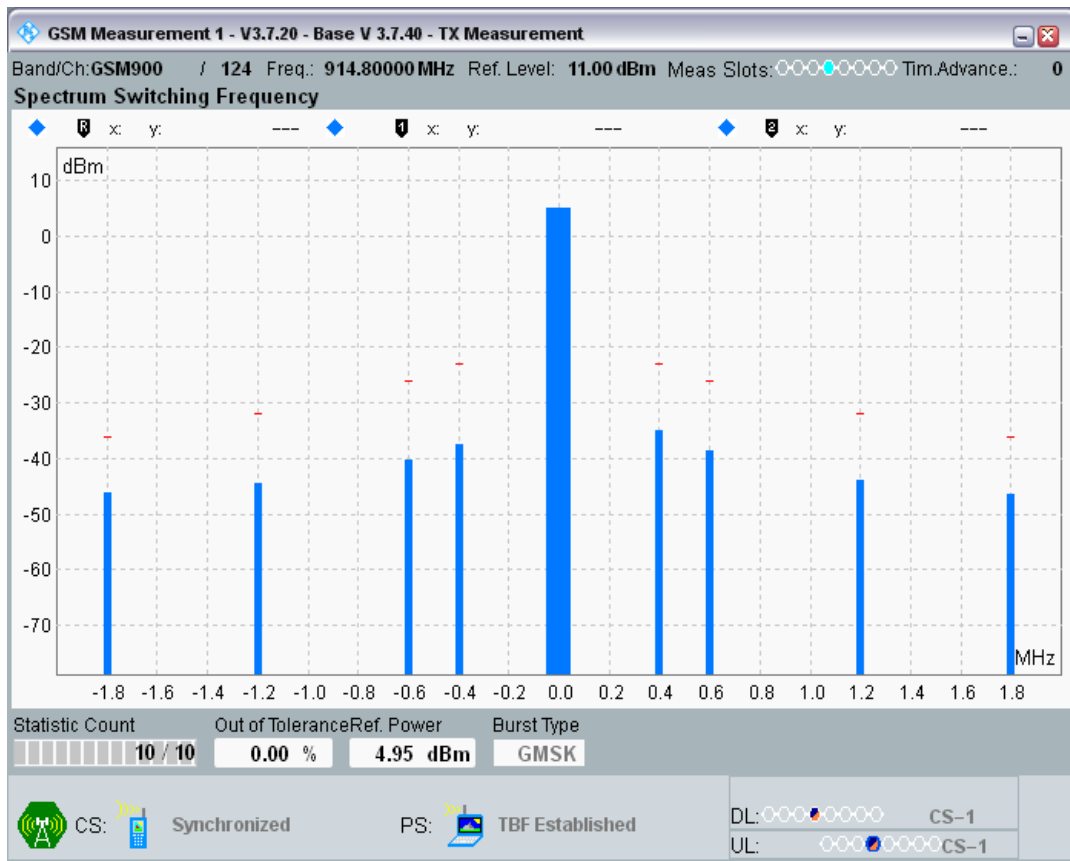 GSM Measurement 1 - V3.7.20 - Base V 3.7.40 - TX Measurement
Band/Ch:GSM900 / 124 Freq.: 914.80000 MHz Ref. Level: 11.00 dBm Meas Slots: Tim.Advance.: 0
Spectrum Switching Frequency
R x: y: --- 1 x: y: --- 2 x: y: ---
dBm
10
0
-10
-20
-30
-40
-50
-60
-70
MHz
-1.8 -1.6 -1.4 -1.2 -1.0 -0.8 -0.6 -0.4 -0.2 0.0 0.2 0.4 0.6 0.8 1.0 1.2 1.4 1.6 1.8
Statistic Count Out of Tolerance Ref. Power Burst Type
10 / 10 0.00 % 4.95 dBm GMSK
CS: Synchronized PS: TBF Established DL: CS-1
UL: CS-1